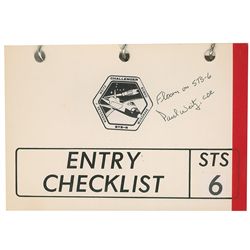 CHALLENGER
STS-6
Flown on STS-6
Paul Weitz, CDR
ENTRY
CHECKLIST
STS
6